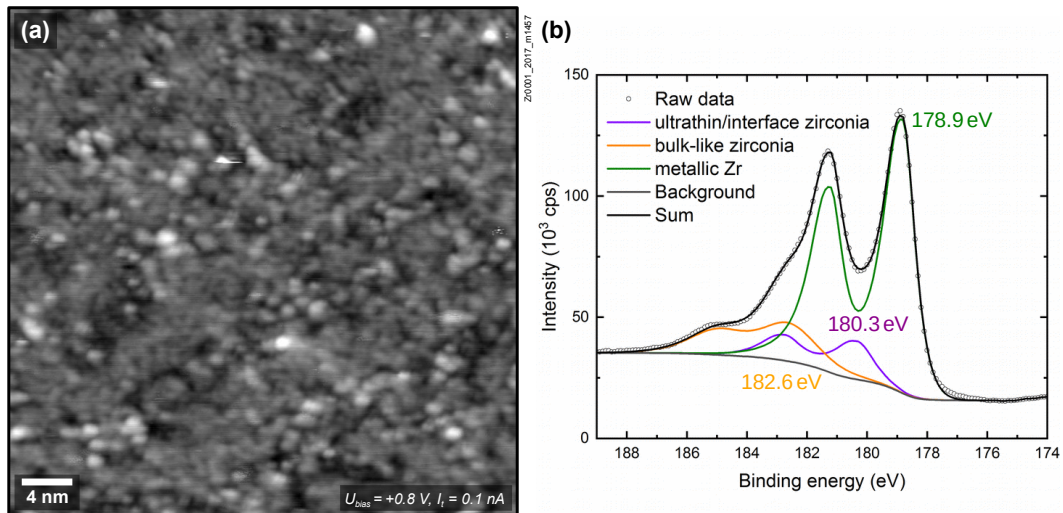 (a)
Zr0001_2017_m1457
4 nm
U_bias = +0.8 V, I_t = 0.1 nA
(b)
Intensity (10³ cps)
150
100
50
0
Raw data
ultrathin/interface zirconia
bulk-like zirconia
metallic Zr
Background
Sum
178.9 eV
180.3 eV
182.6 eV
188 186 184 182 180 178 176 174
Binding energy (eV)